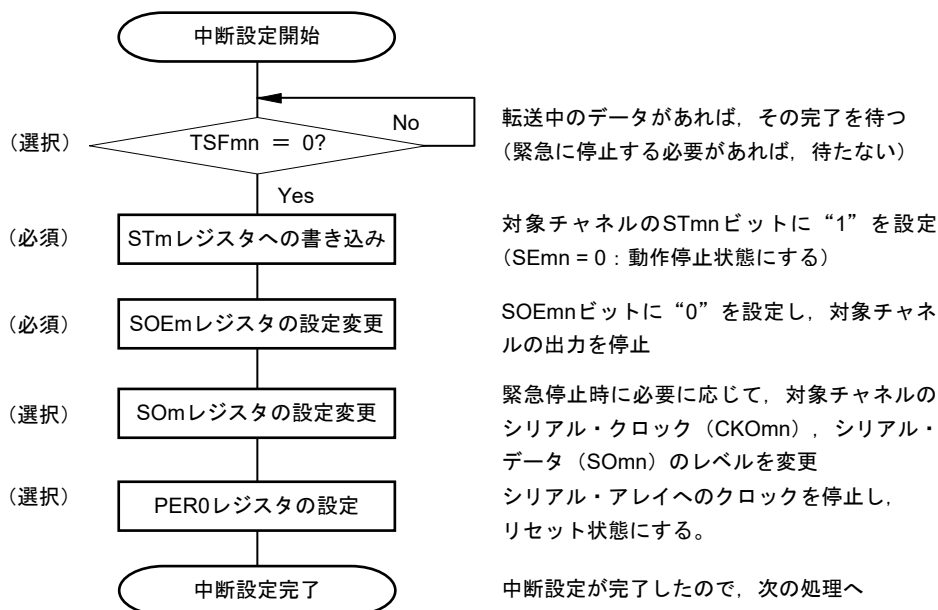 中断設定開始
No
転送中のデータがあれば，その完了を待つ
（選択）
TSFmn ＝ 0?
（緊急に停止する必要があれば，待たない）
Yes
（必須）
STmレジスタへの書き込み
対象チャネルのSTmnビットに“1”を設定
（SEmn = 0：動作停止状態にする）
（必須）
SOEmレジスタの設定変更
SOEmnビットに“0”を設定し，対象チャネ
ルの出力を停止
（選択）
SOmレジスタの設定変更
緊急停止時に必要に応じて，対象チャネルの
シリアル・クロック（CKOmn）, シリアル・
データ（SOmn）のレベルを変更
（選択）
PER0レジスタの設定
シリアル・アレイへのクロックを停止し，
リセット状態にする。
中断設定完了
中断設定が完了したので，次の処理へ